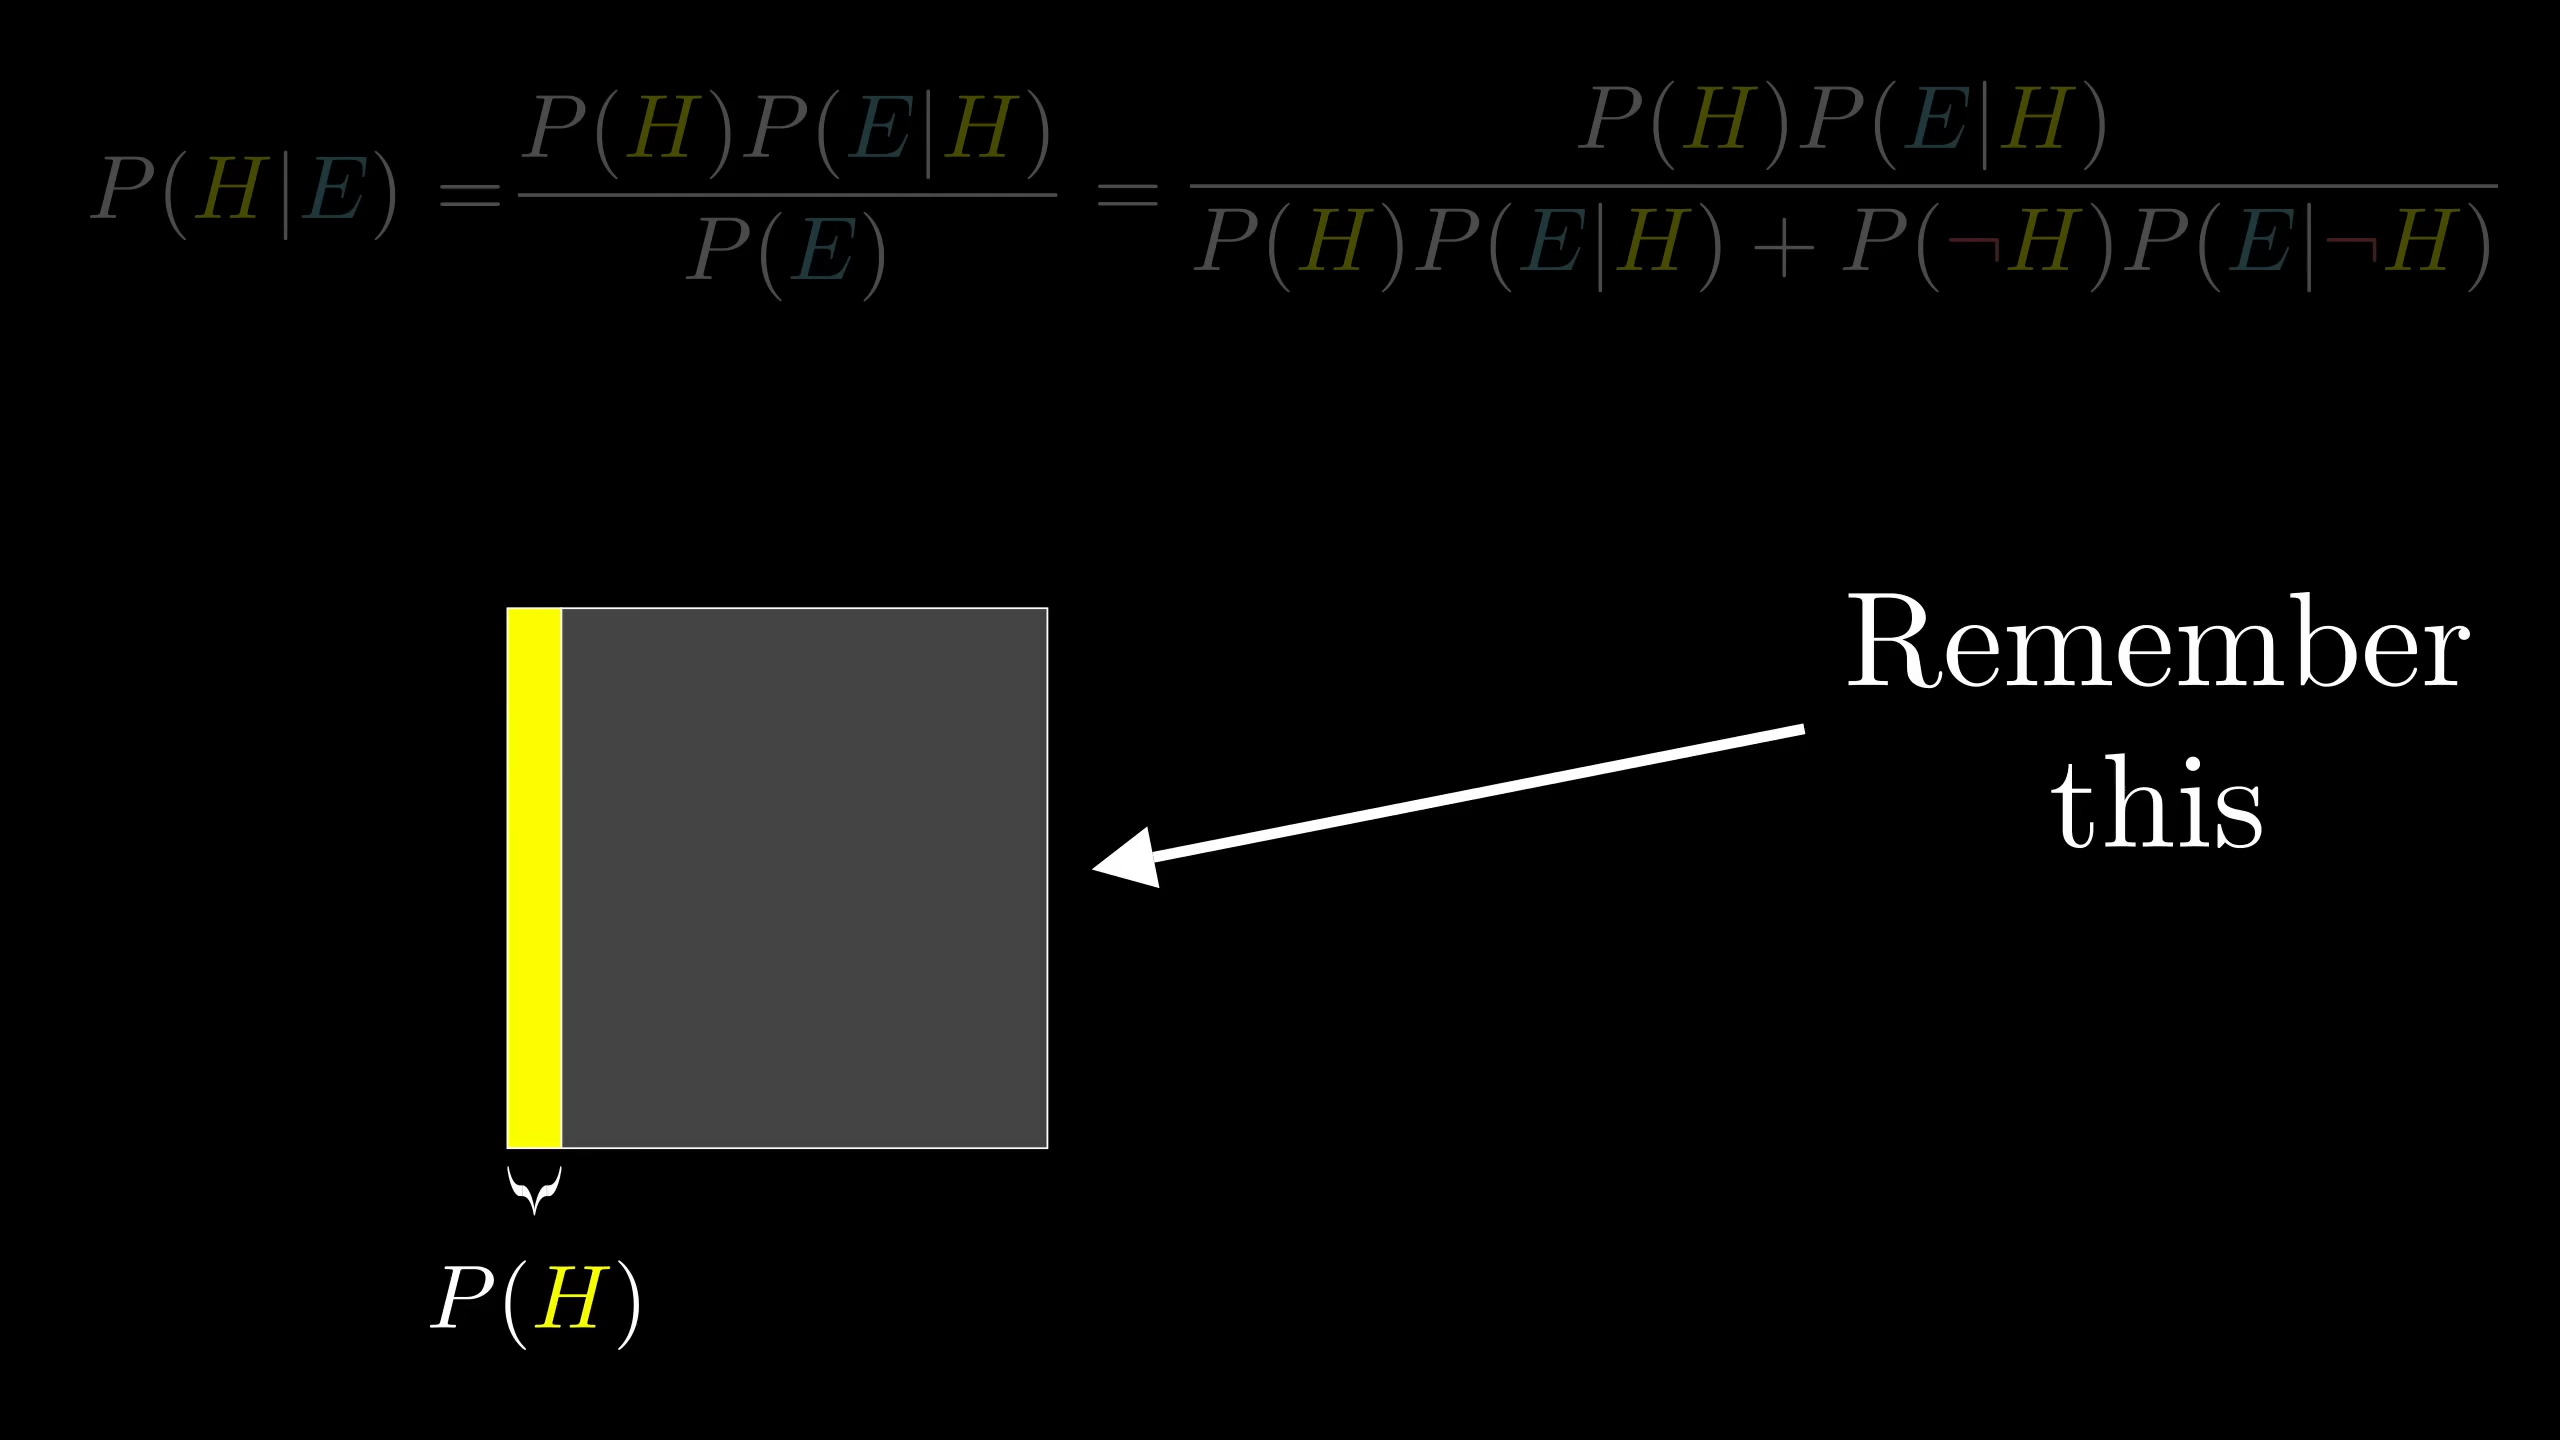 P(H|E) = P(H)P(E|H) / P(E) = P(H)P(E|H) / P(H)P(E|H) + P(¬H)P(E|¬H)
Remember
this
P(H)